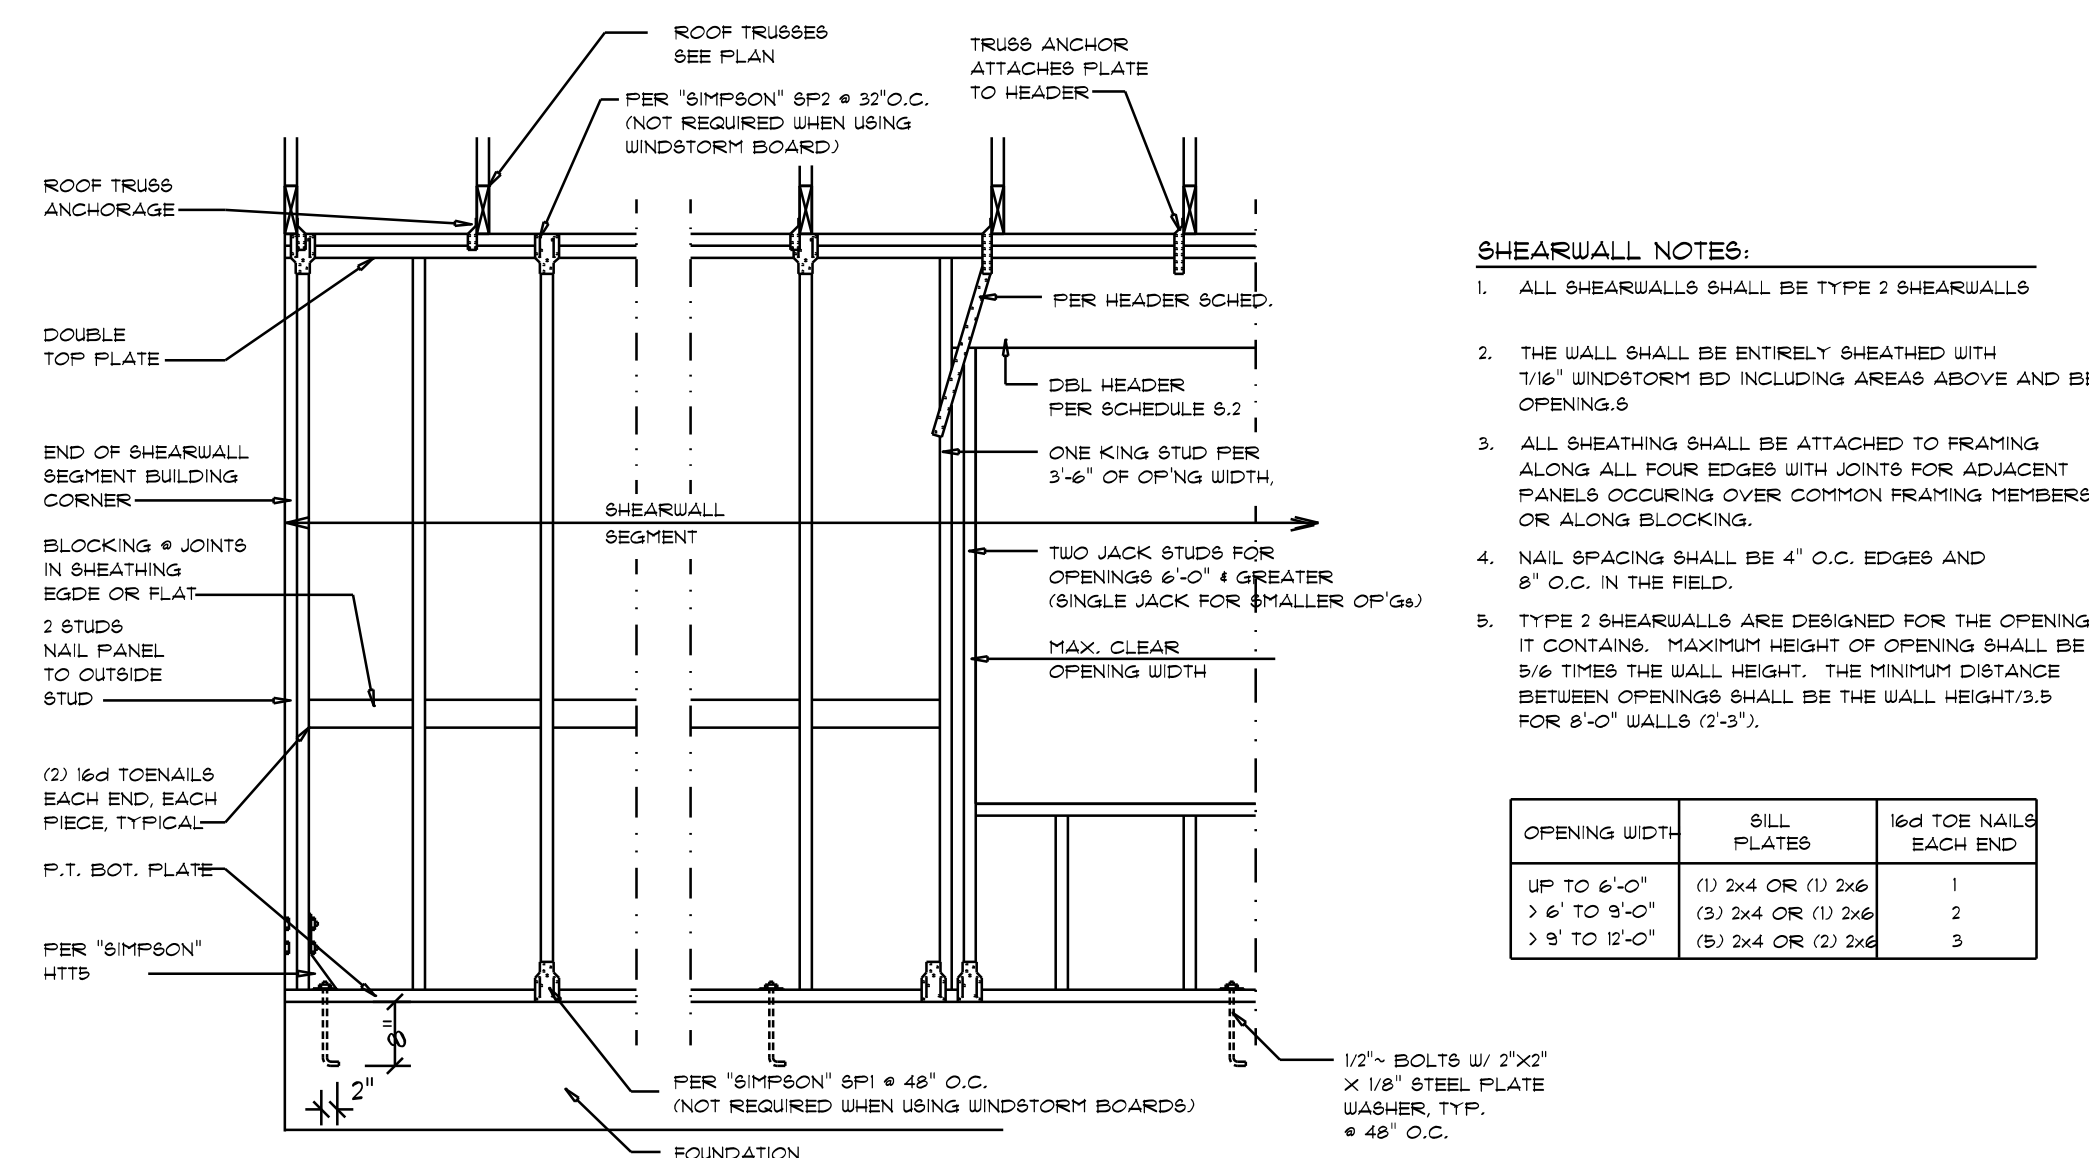 ROOF TRUSSES
SEE PLAN
PER "SIMPSON" SP2 @ 32"O.C.
(NOT REQUIRED WHEN USING
WINDSTORM BOARD)
TRUSS ANCHOR
ATTACHES PLATE
TO HEADER
ROOF TRUSS
ANCHORAGE
DOUBLE
TOP PLATE
END OF SHEARWALL
SEGMENT BUILDING
CORNER
BLOCKING @ JOINTS
IN SHEATHING
EGDE OR FLAT
2 STUDS
NAIL PANEL
TO OUTSIDE
STUD
(2) 16d TOENAILS
EACH END, EACH
PIECE, TYPICAL
P.T. BOT. PLATE
PER "SIMPSON"
HTT5
SHEARWALL
SEGMENT
PER HEADER SCHED.
DBL HEADER
PER SCHEDULE S.2
ONE KING STUD PER
3'-6" OF OP'NG WIDTH,
TWO JACK STUDS FOR
OPENINGS 6'-0" & GREATER
(SINGLE JACK FOR SMALLER OP'Gs)
MAX. CLEAR
OPENING WIDTH
8"
2"
PER "SIMPSON" SP1 @ 48" O.C.
(NOT REQUIRED WHEN USING WINDSTORM BOARDS)
FOUNDATION
1/2"~ BOLTS W/ 2"X2"
X 1/8" STEEL PLATE
WASHER, TYP.
@ 48" O.C.
SHEARWALL NOTES:
1. ALL SHEARWALLS SHALL BE TYPE 2 SHEARWALLS
2. THE WALL SHALL BE ENTIRELY SHEATHED WITH
7/16" WINDSTORM BD INCLUDING AREAS ABOVE AND BE
OPENING.S
3. ALL SHEATHING SHALL BE ATTACHED TO FRAMING
ALONG ALL FOUR EDGES WITH JOINTS FOR ADJACENT
PANELS OCCURING OVER COMMON FRAMING MEMBERS
OR ALONG BLOCKING.
4. NAIL SPACING SHALL BE 4" O.C. EDGES AND
8" O.C. IN THE FIELD.
5. TYPE 2 SHEARWALLS ARE DESIGNED FOR THE OPENING
IT CONTAINS. MAXIMUM HEIGHT OF OPENING SHALL BE
5/6 TIMES THE WALL HEIGHT. THE MINIMUM DISTANCE
BETWEEN OPENINGS SHALL BE THE WALL HEIGHT/3.5
FOR 8'-0" WALLS (2'-3").
OPENING WIDTH
SILL
PLATES
16d TOE NAILS
EACH END
UP TO 6'-0" (1) 2x4 OR (1) 2x6 1
> 6' TO 9'-0" (3) 2x4 OR (1) 2x6 2
> 9' TO 12'-0" (5) 2x4 OR (2) 2x6 3